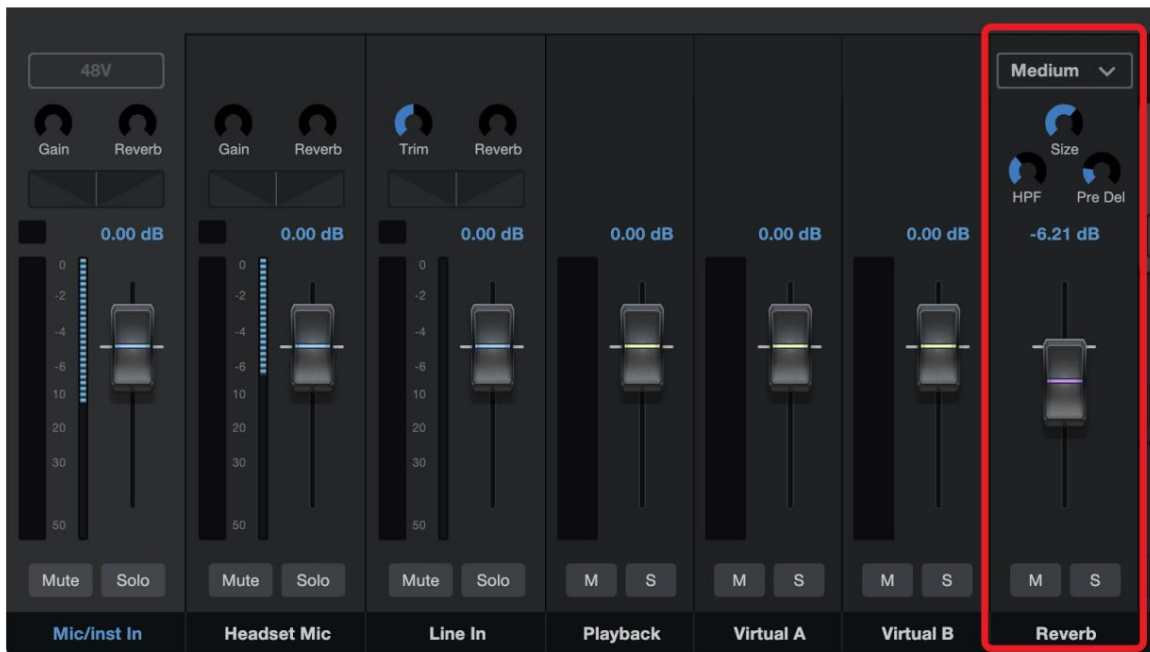 48V
Gain Reverb
0.00 dB
0
-2
-4
-6
10
20
30
50
Mute Solo
Mic/inst In
Gain Reverb
0.00 dB
0
-2
-4
-6
10
20
30
50
Mute Solo
Headset Mic
Trim Reverb
0.00 dB
0
-2
-4
-6
10
20
30
50
Mute Solo
Line In
0.00 dB
M S
Playback
0.00 dB
M S
Virtual A
0.00 dB
M S
Virtual B
Medium
Size
HPF Pre Del
-6.21 dB
M S
Reverb